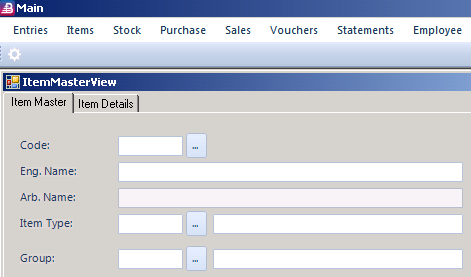 Main
Entries Items Stock Purchase Sales Vouchers Statements Employee
ItemMasterView
Item Master Item Details
Code: ...
Eng. Name:
Arb. Name:
Item Type: ...
Group: ...